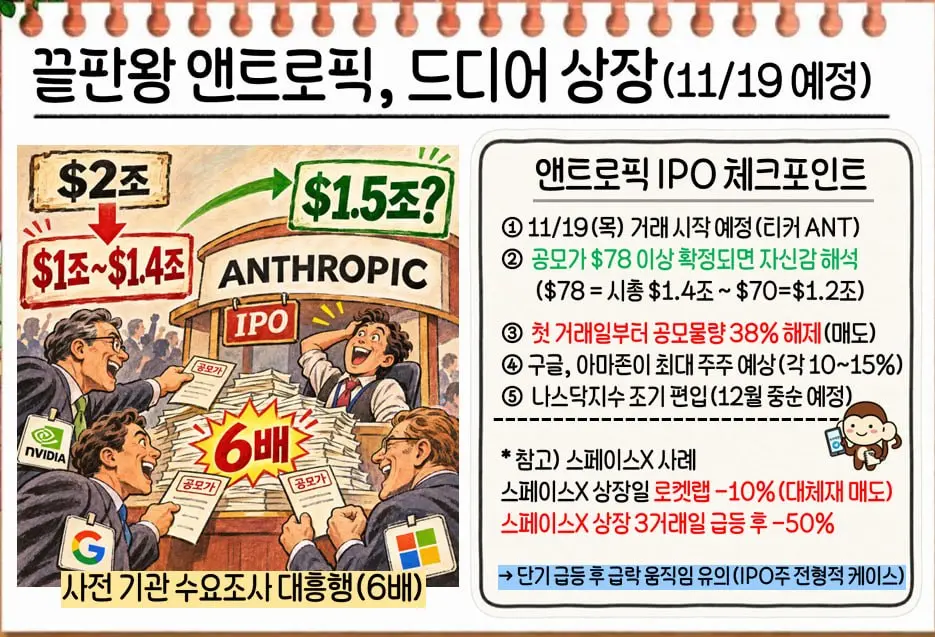 끝판왕 앤트로픽, 드디어 상장 (11/19 예정)
$2조
$1.5조?
$1조~$1.4조
ANTHROPIC
IPO
공모가
6배
nVIDIA
공모가
공모가
G
사전 기관 수요조사 대흥행 (6배)
앤트로픽 IPO 체크포인트
① 11/19 (목) 거래 시작 예정 (티커 ANT)
② 공모가 $78 이상 확정되면 자신감 해석
($78 = 시총 $1.4조 ~ $70=$1.2조)
③ 첫 거래일부터 공모물량 38% 해제 (매도)
④ 구글, 아마존이 최대 주주 예상 (각 10~15%)
⑤ 나스닥지수 조기 편입 (12월 중순 예정)
* 참고) 스페이스X 사례
스페이스X 상장일 로켓랩 -10% (대체재 매도)
스페이스X 상장 3거래일 급등 후 -50%
→ 단기 급등 후 급락 움직임 유의 (IPO주 전형적 케이스)